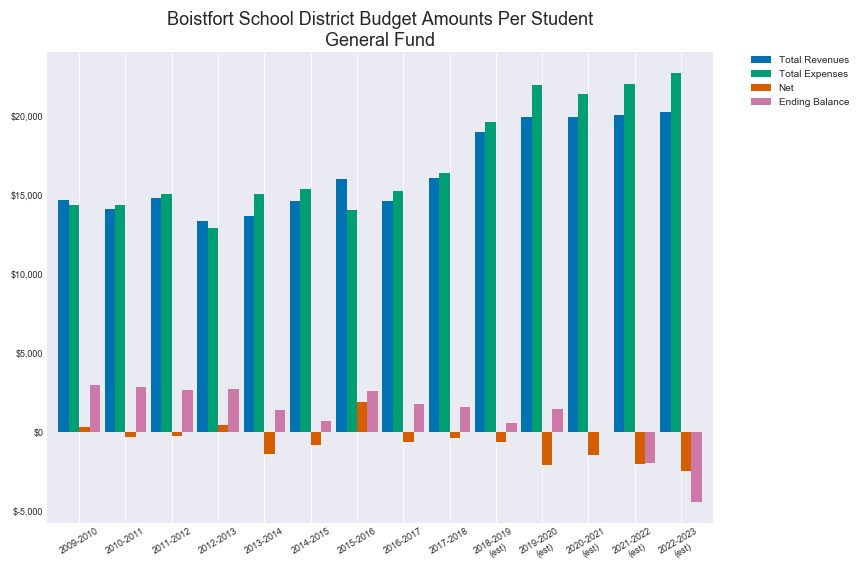 Boistfort School District Budget Amounts Per Student
General Fund
Total Revenues
Total Expenses
Net
Ending Balance
$20,000
$15,000
$10,000
$5,000
$0
$-5,000
2009-2010
2010-2011
2011-2012
2012-2013
2013-2014
2014-2015
2015-2016
2016-2017
2017-2018
2018-2019
(est)
2019-2020
(est)
2020-2021
(est)
2021-2022
(est)
2022-2023
(est)